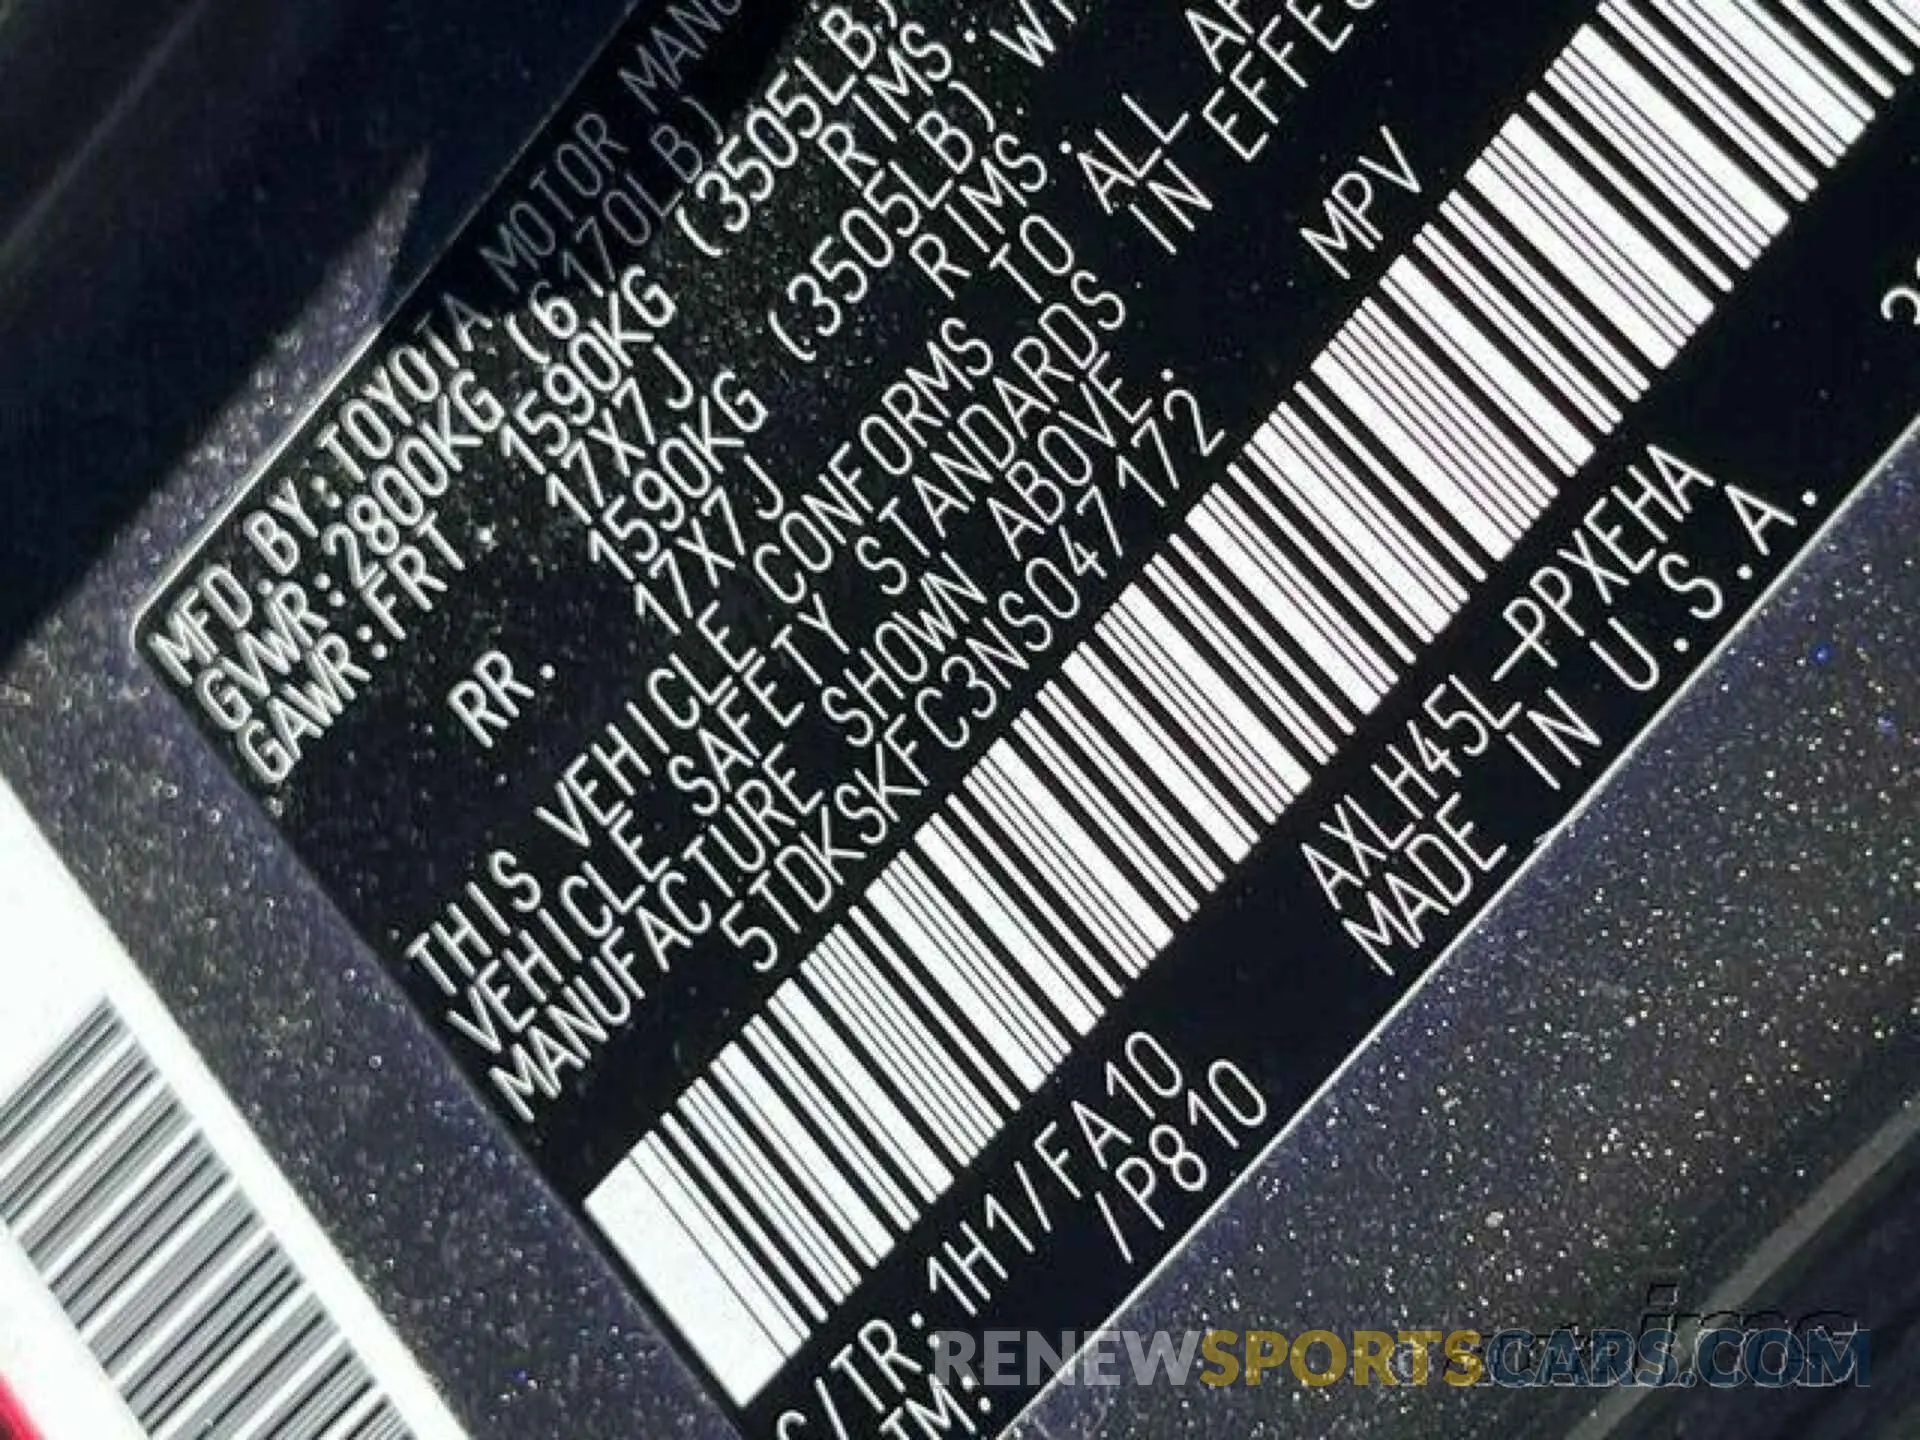 MFD.BY:TOYOTA MOTOR MANU
GVWR:2800KG (6170LB)
GAWR:FRT. 1590KG (3505LB)
17X7J RIMS.
RR. 1590KG (3505LB) WI
17X7J RIMS.
THIS VEHICLE CONFORMS TO ALL AP
VEHICLE SAFETY STANDARDS IN EFFEC
MANUFACTURE SHOWN ABOVE.
5TDKSKFC3NS047172 MPV
C/TR:1H1/FA10 AXLH45L-PPXEHA
TM: /P810 MADE IN U.S.A.
RENEWSPORTSCARS.COM